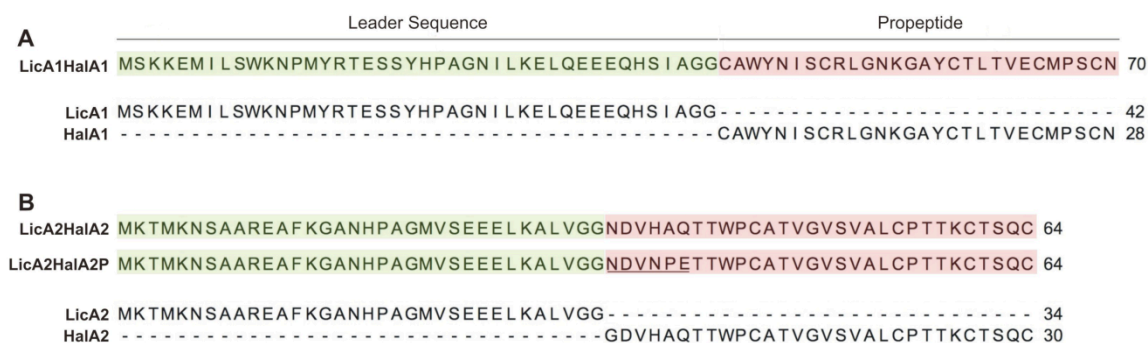 Leader Sequence Propeptide
A
LicA1HalA1 MSKKEMILSWKNPMYRTESSYHPAGNILKELQEEEQHSIAGGCAWYNISCRLGNKGAYCTLTVECMPSCN 70
LicA1 MSKKEMILSWKNPMYRTESSYHPAGNILKELQEEEQHSIAGG---------------------------- 42
HalA1 ------------------------------------------CAWYNISCRLGNKGAYCTLTVECMPSCN 28
B
LicA2HalA2 MKTMKNSAAREAFKGANHPAGMVSEEELKALVGGNDVHAQTTWPCATVGVSVALCPTTKCTSQC 64
LicA2HalA2P MKTMKNSAAREAFKGANHPAGMVSEEELKALVGGNDVNPETTWPCATVGVSVALCPTTKCTSQC 64
LicA2 MKTMKNSAAREAFKGANHPAGMVSEEELKALVGG------------------------------ 34
HalA2 ----------------------------------GDVHAQTTWPCATVGVSVALCPTTKCTSQC 30